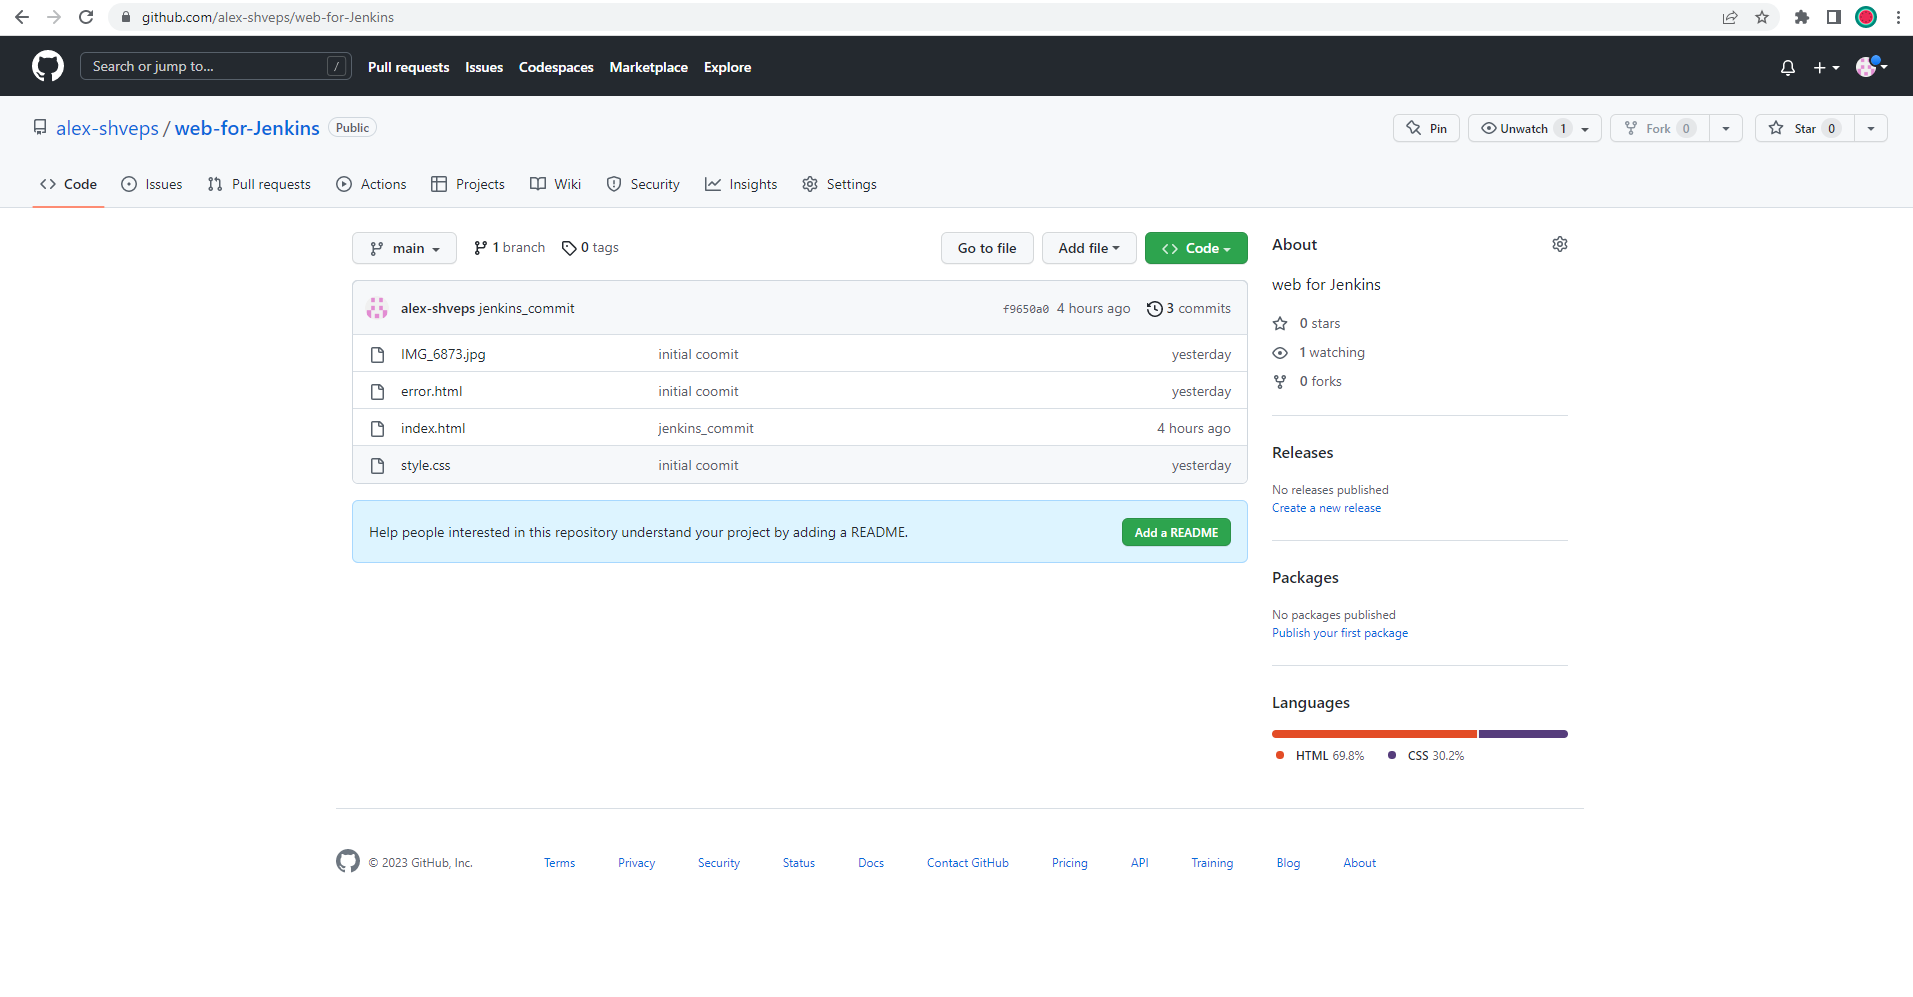 github.com/alex-shveps/web-for-Jenkins
Search or jump to... / Pull requests Issues Codespaces Marketplace Explore
alex-shveps / web-for-Jenkins Public Pin Unwatch 1 Fork 0 Star 0
Code Issues Pull requests Actions Projects Wiki Security Insights Settings
main 1 branch 0 tags Go to file Add file Code
alex-shveps jenkins_commit f9650a0 4 hours ago 3 commits
IMG_6873.jpg initial coomit yesterday
error.html initial coomit yesterday
index.html jenkins_commit 4 hours ago
style.css initial coomit yesterday
Help people interested in this repository understand your project by adding a README. Add a README
About
web for Jenkins
0 stars
1 watching
0 forks
Releases
No releases published
Create a new release
Packages
No packages published
Publish your first package
Languages
HTML 69.8% CSS 30.2%
© 2023 GitHub, Inc. Terms Privacy Security Status Docs Contact GitHub Pricing API Training Blog About